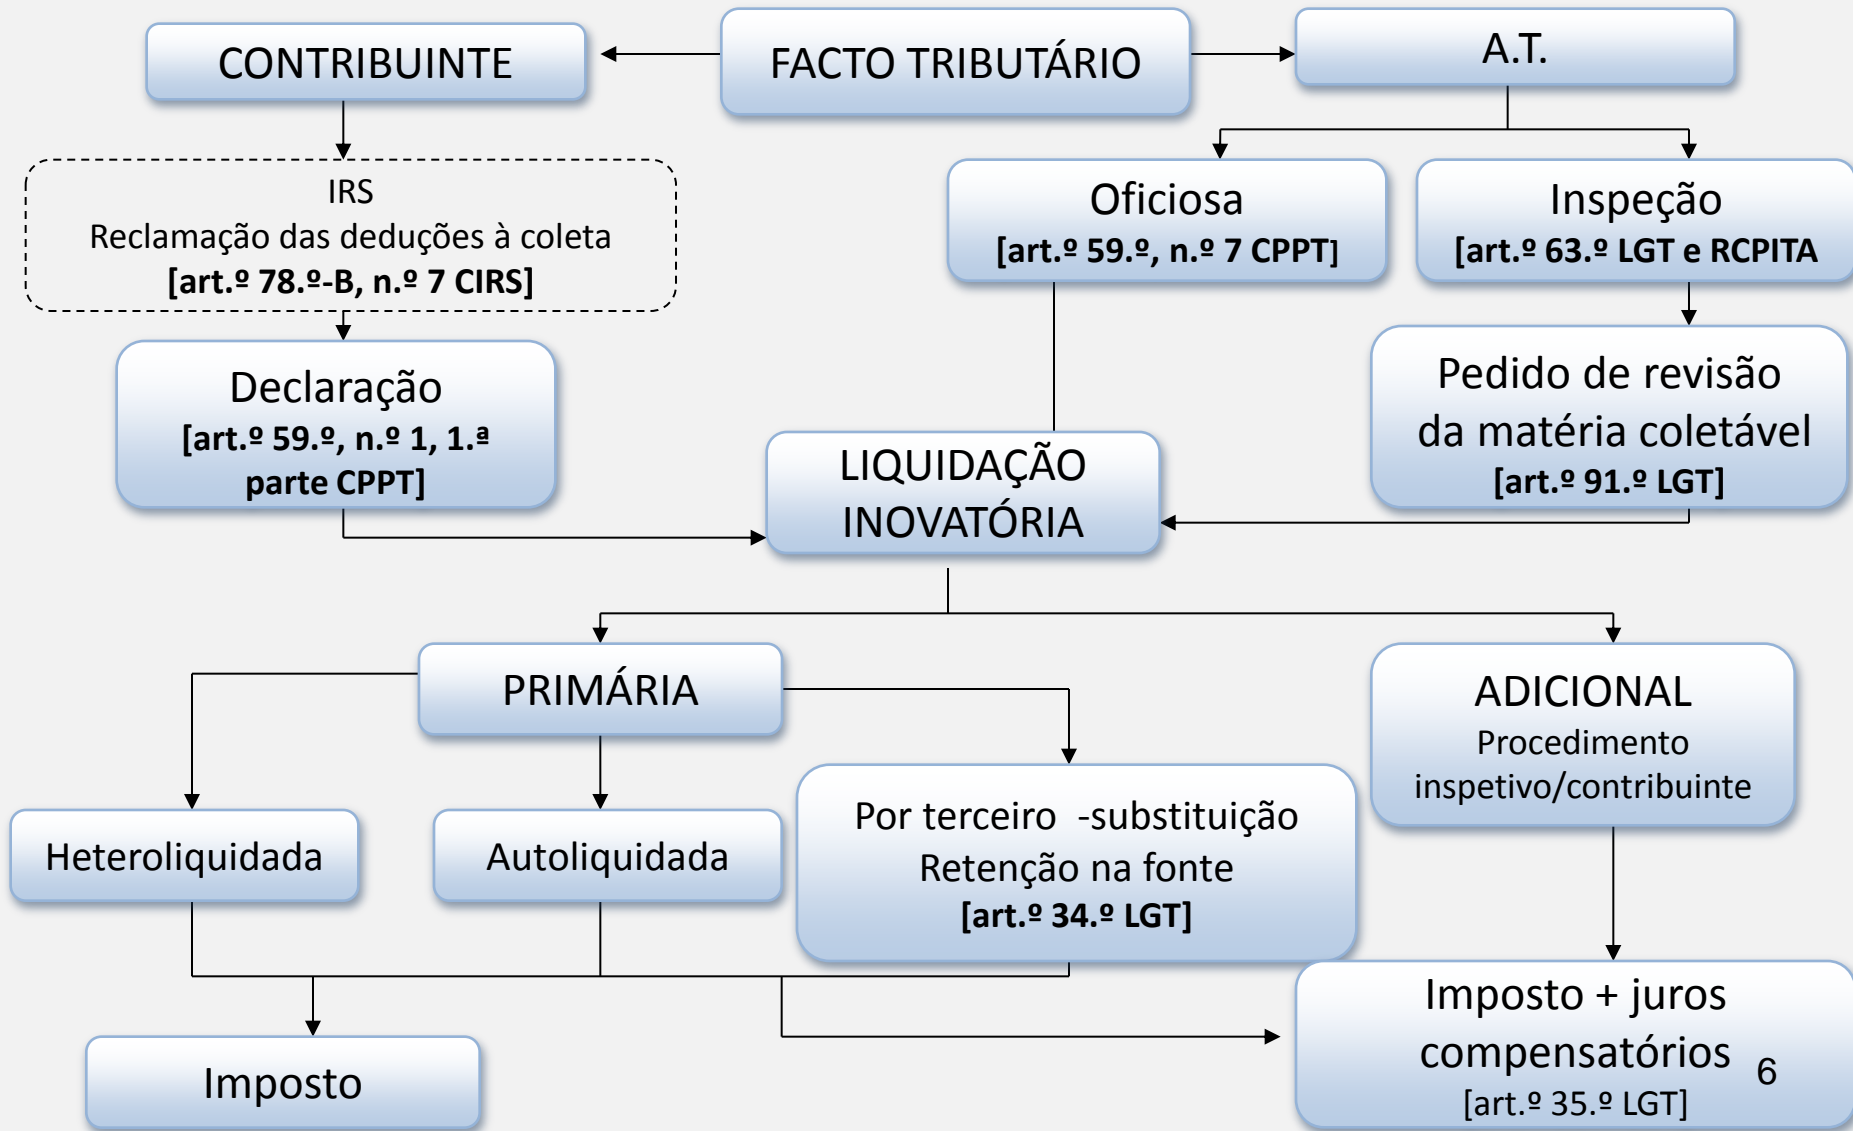 CONTRIBUINTE
FACTO TRIBUTÁRIO
A.T.
IRS
Reclamação das deduções à coleta
[art.º 78.º-B, n.º 7 CIRS]
Oficiosa
[art.º 59.º, n.º 7 CPPT]
Inspeção
[art.º 63.º LGT e RCPITA
Declaração
[art.º 59.º, n.º 1, 1.ª
parte CPPT]
LIQUIDAÇÃO
INOVATÓRIA
Pedido de revisão
da matéria coletável
[art.º 91.º LGT]
PRIMÁRIA
ADICIONAL
Procedimento
inspetivo/contribuinte
Heteroliquidada
Autoliquidada
Por terceiro -substituição
Retenção na fonte
[art.º 34.º LGT]
Imposto
Imposto + juros
compensatórios
[art.º 35.º LGT]
6